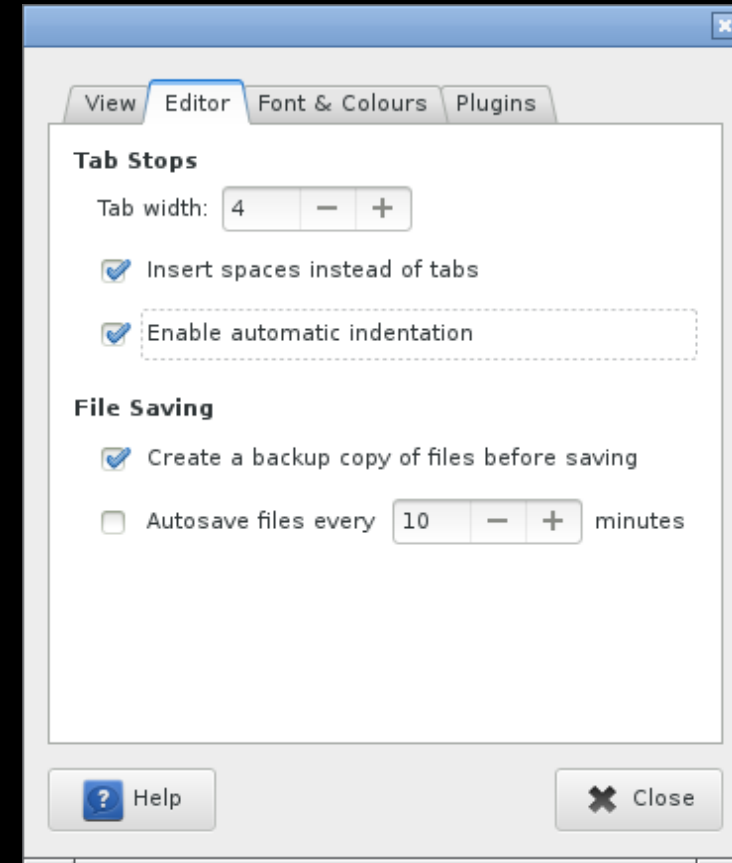 View Editor Font & Colours Plugins
Tab Stops
Tab width: 4
Insert spaces instead of tabs
Enable automatic indentation
File Saving
Create a backup copy of files before saving
Autosave files every 10 minutes
Help Close